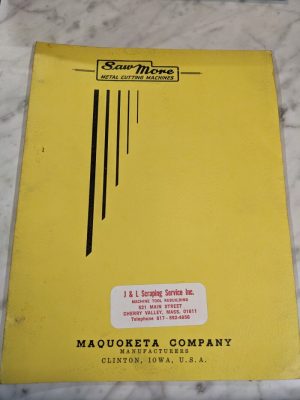 Saw More
METAL CUTTING MACHINES
J & L Scraping Service Inc.
MACHINE TOOL REBUILDING
621 MAIN STREET
CHERRY VALLEY, MASS. 01611
Telephone 617 - 892-4656
MAQUOKETA COMPANY
MANUFACTURERS
CLINTON, IOWA, U.S.A.